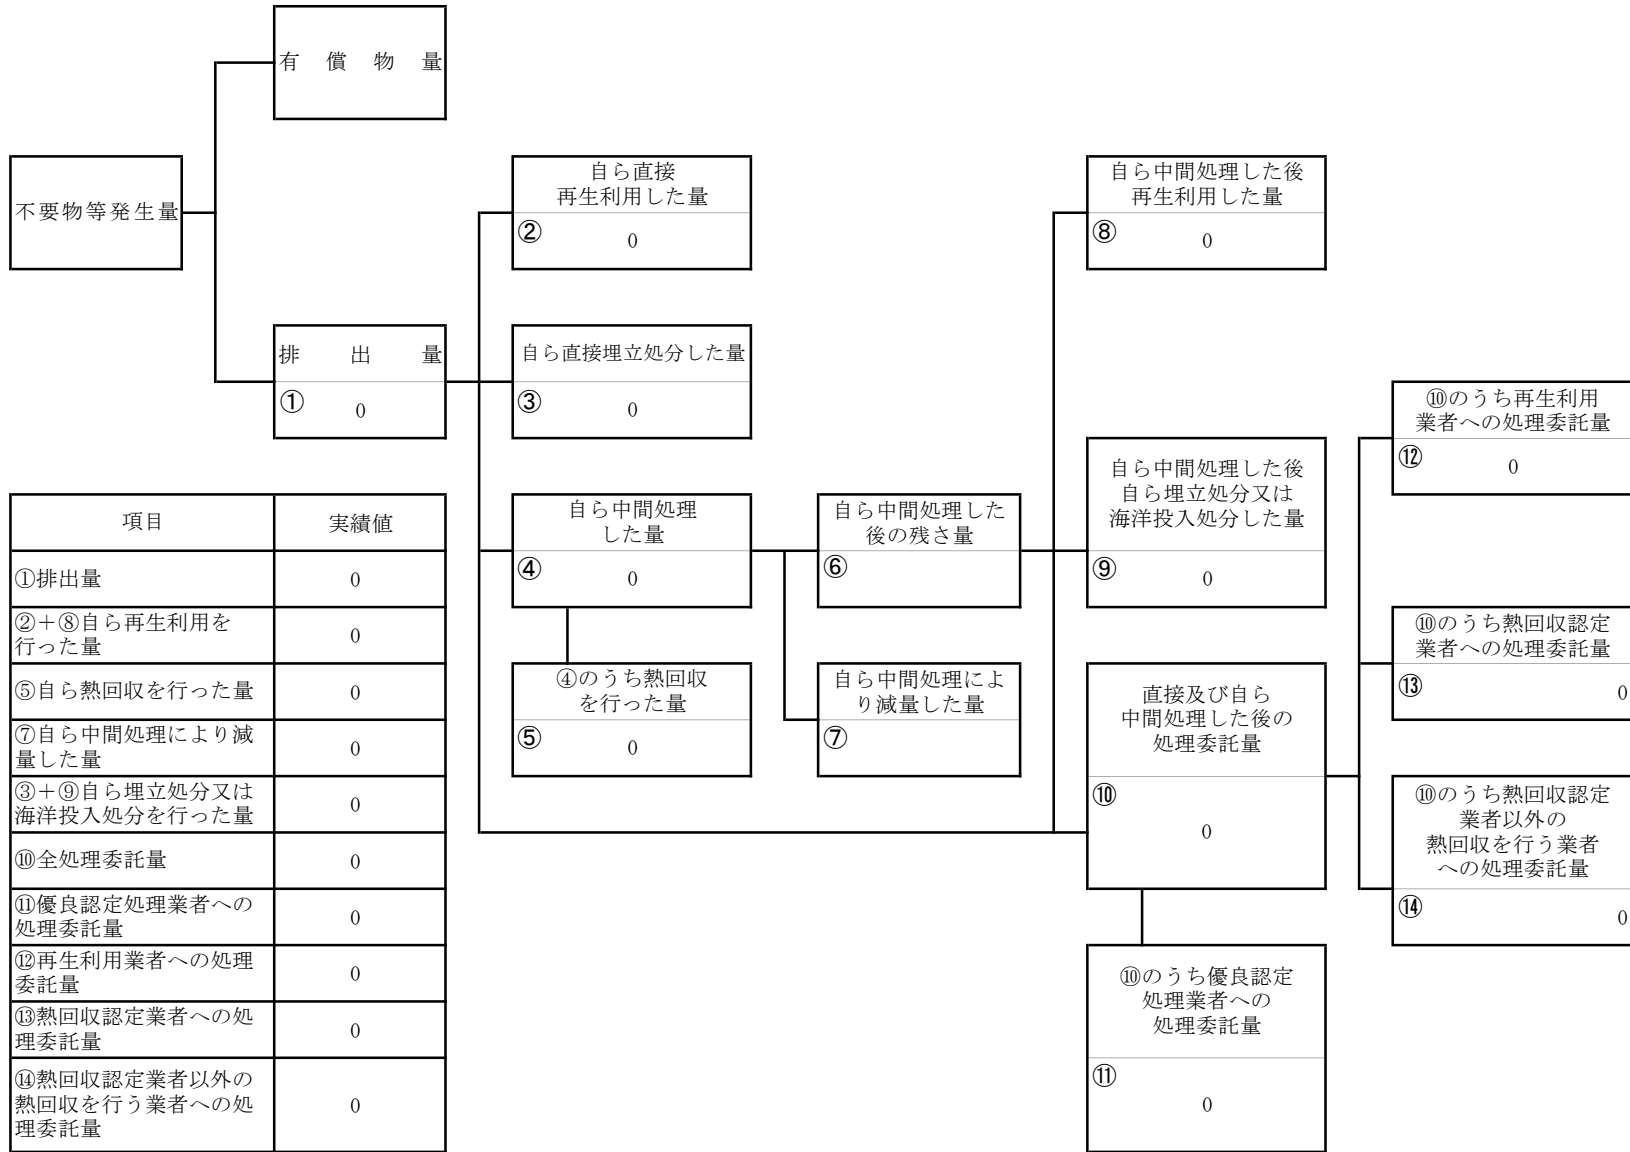 有償物量
不要物等発生量
排出量
①
0
自ら直接
再生利用した量
②
0
自ら直接埋立処分した量
③
0
自ら中間処理
した量
④
0
④のうち熱回収
を行った量
⑤
0
自ら中間処理した
後の残さ量
⑥
自ら中間処理によ
り減量した量
⑦
自ら中間処理した後
再生利用した量
⑧
0
自ら中間処理した後
自ら埋立処分又は
海洋投入処分した量
⑨
0
直接及び自ら
中間処理した後の
処理委託量
⑩
0
⑩のうち優良認定
処理業者への
処理委託量
⑪
0
⑩のうち再生利用
業者への処理委託量
⑫
0
⑩のうち熱回収認定
業者への処理委託量
⑬
0
⑩のうち熱回収認定
業者以外の
熱回収を行う業者
への処理委託量
⑭
0
項目 実績値
①排出量 0
②+⑧自ら再生利用を
行った量
0
⑤自ら熱回収を行った量 0
⑦自ら中間処理により減
量した量
0
③+⑨自ら埋立処分又は
海洋投入処分を行った量
0
⑩全処理委託量 0
⑪優良認定処理業者への
処理委託量
0
⑫再生利用業者への処理
委託量
0
⑬熱回収認定業者への処
理委託量
0
⑭熱回収認定業者以外の
熱回収を行う業者への処
理委託量
0